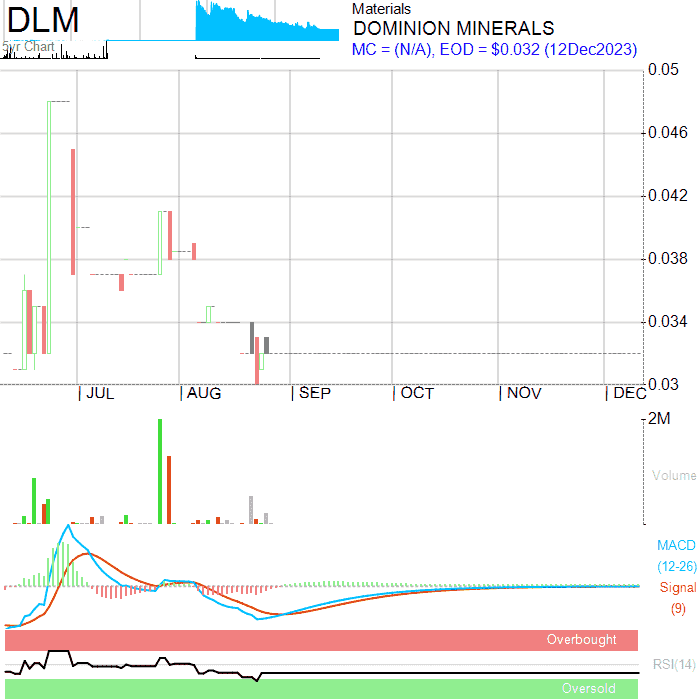 DLM
5yr Chart
Materials
DOMINION MINERALS
MC = (N/A), EOD = $0.032 (12Dec2023)
0.05
0.046
0.042
0.038
0.034
0.03
JUL
AUG
SEP
OCT
NOV
DEC
2M
Volume
MACD
(12-26)
Signal
(9)
Overbought
RSI(14)
Oversold